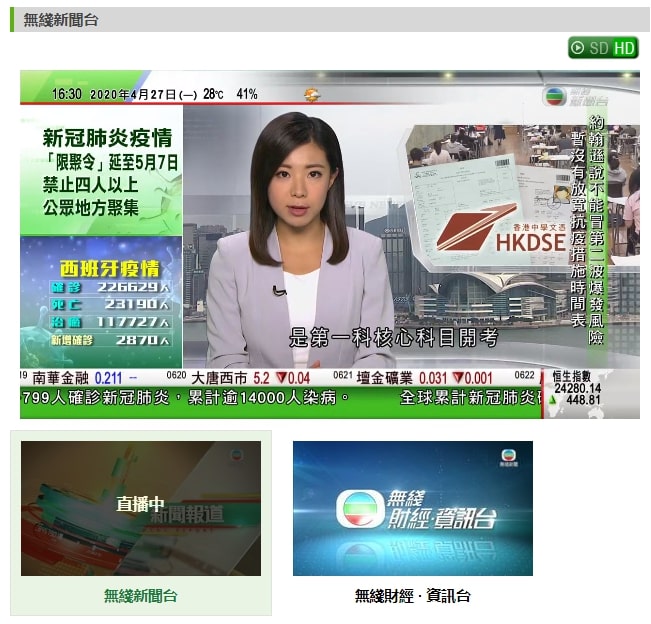 無綫新聞台
SD HD
16:30 2020年4月27日(一) 28℃ 41%
無綫新聞台
新冠肺炎疫情
「限聚令」延至5月7日
禁止四人以上
公眾地方聚集
西班牙疫情
確診 226629人
死亡 23190人
治癒 117727人
新增確診 2870人
香港中學文憑
HKDSE
約翰遜說不能冒第二波爆發風險
暫沒有放寬抗疫措施時間表
是第一科核心科目開考
19 南華金融 0.211 -- 0620 大唐西市 5.2 ▼0.04 0621 壇金礦業 0.031 ▼0.001 0622
799人確診新冠肺炎，累計逾14000人染病。 全球累計新冠肺炎確
恒生指數
24280.14
▲ 448.81
直播中
新聞報道
無綫新聞台
無綫新聞
無綫
財經·資訊台
無綫財經 · 資訊台